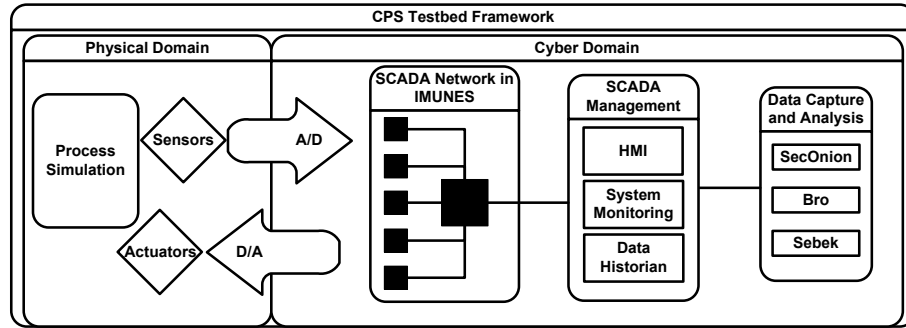 CPS Testbed Framework
Physical Domain
Cyber Domain
Process
Simulation
Sensors
A/D
Actuators
D/A
SCADA Network in
IMUNES
SCADA
Management
HMI
System
Monitoring
Data
Historian
Data Capture
and Analysis
SecOnion
Bro
Sebek